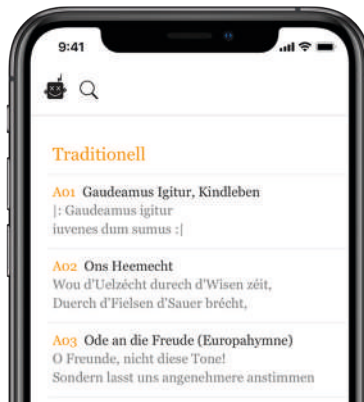 9:41
Traditionell
A01 Gaudeamus Igitur, Kindleben
|: Gaudeamus igitur
iuvenes dum sumus :|
A02 Ons Heemecht
Wou d'Uelzécht durech d'Wisen zéit,
Duerch d'Fielsen d'Sauer brécht,
A03 Ode an die Freude (Europahymne)
O Freunde, nicht diese Tone!
Sondern lasst uns angenehmere anstimmen